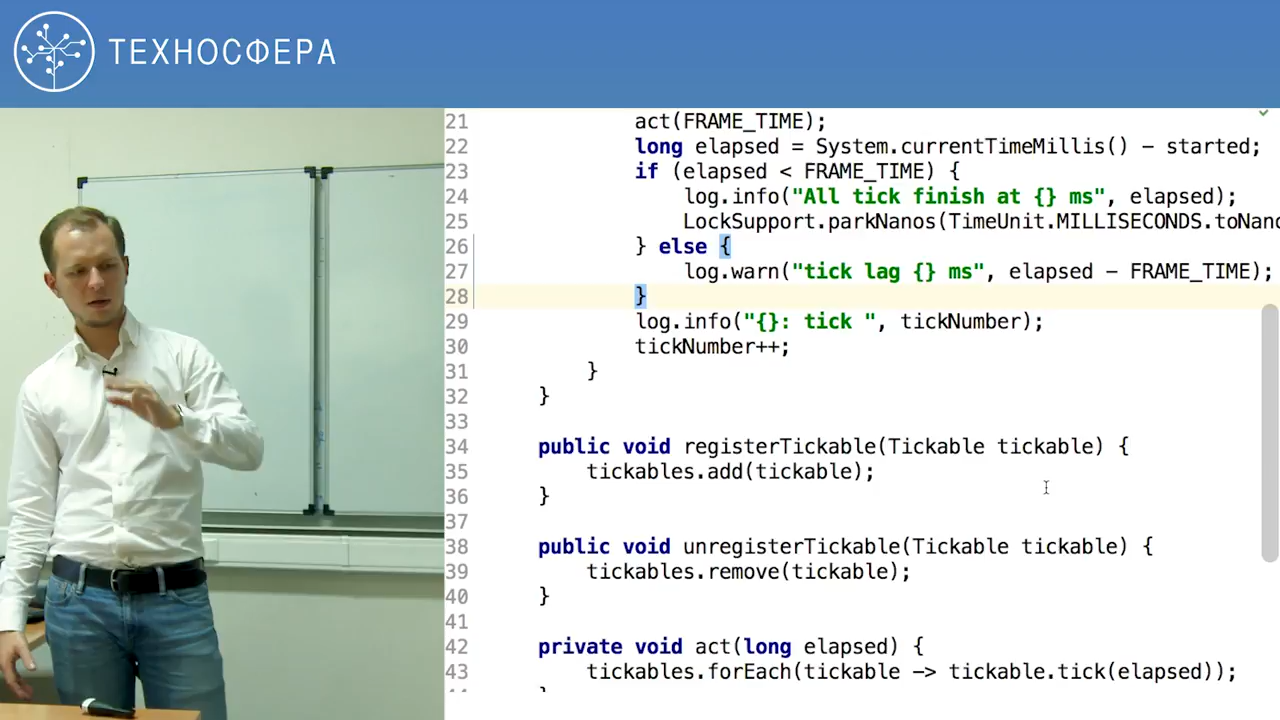 ТЕХНОСФЕРА
21 act(FRAME_TIME);
22 long elapsed = System.currentTimeMillis() - started;
23 if (elapsed < FRAME_TIME) {
24 log.info("All tick finish at {} ms", elapsed);
25 LockSupport.parkNanos(TimeUnit.MILLISECONDS.toNano
26 } else {
27 log.warn("tick lag {} ms", elapsed - FRAME_TIME);
28 }
29 log.info("{}: tick ", tickNumber);
30 tickNumber++;
31 }
32 }
33
34 public void registerTickable(Tickable tickable) {
35 tickables.add(tickable);
36 }
37
38 public void unregisterTickable(Tickable tickable) {
39 tickables.remove(tickable);
40 }
41
42 private void act(long elapsed) {
43 tickables.forEach(tickable -> tickable.tick(elapsed));
44 }